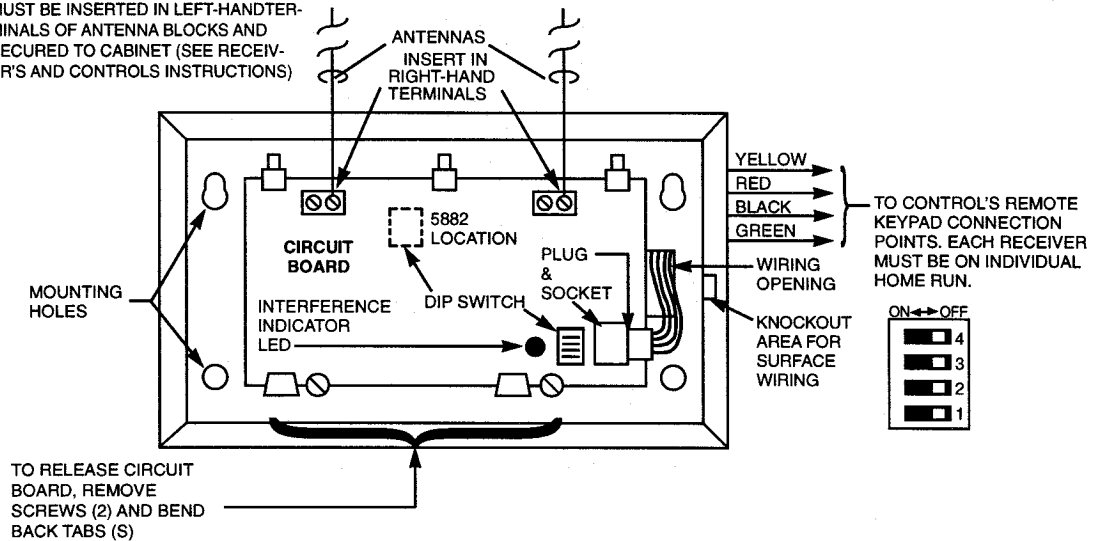 MUST BE INSERTED IN LEFT-HANDTER-
MINALS OF ANTENNA BLOCKS AND
SECURED TO CABINET (SEE RECEIV-
ER'S AND CONTROLS INSTRUCTIONS)
ANTENNAS
INSERT IN
RIGHT-HAND
TERMINALS
YELLOW
RED
BLACK
GREEN
TO CONTROL'S REMOTE
KEYPAD CONNECTION
POINTS. EACH RECEIVER
MUST BE ON INDIVIDUAL
HOME RUN.
5882
LOCATION
CIRCUIT
BOARD
PLUG
&
SOCKET
WIRING
OPENING
MOUNTING
HOLES
DIP SWITCH
INTERFERENCE
INDICATOR
LED
KNOCKOUT
AREA FOR
SURFACE
WIRING
ON◄►OFF
4
3
2
1
TO RELEASE CIRCUIT
BOARD, REMOVE
SCREWS (2) AND BEND
BACK TABS (S)